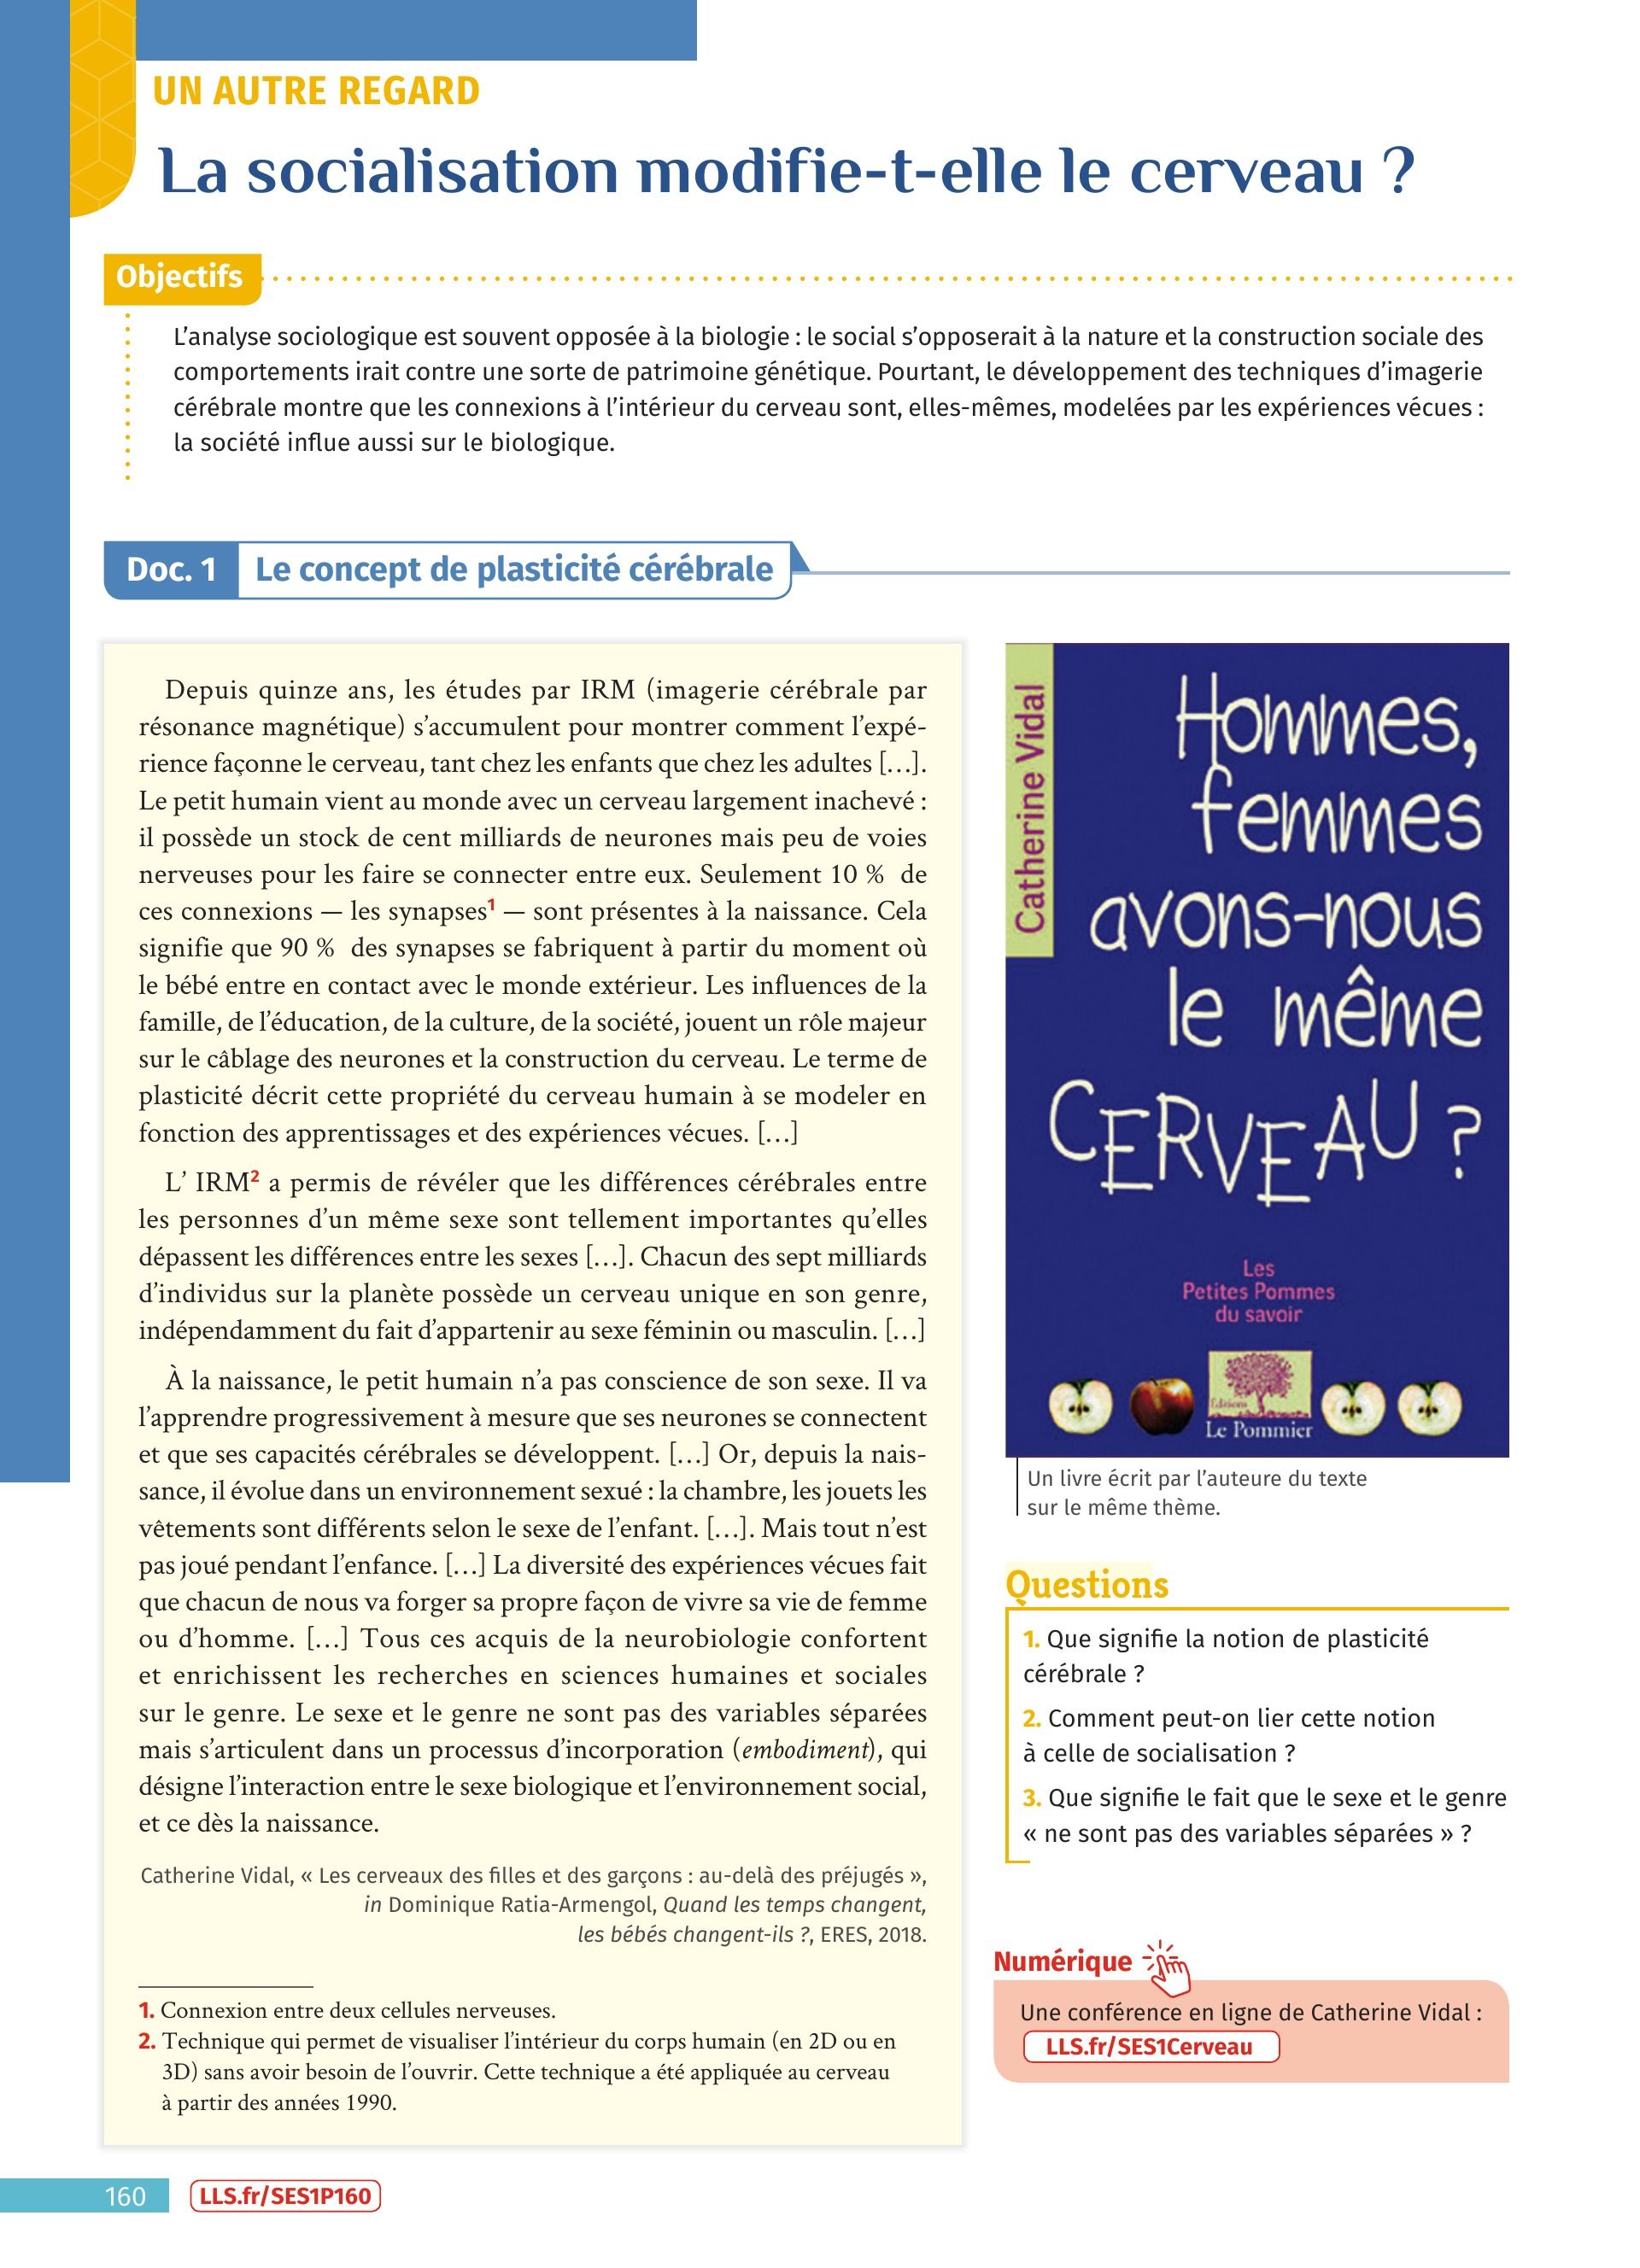 UN AUTRE REGARD
La socialisation modifie-t-elle le cerveau ?
Objectifs
L’analyse sociologique est souvent opposée à la biologie : le social s’opposerait à la nature et la construction sociale des
comportements irait contre une sorte de patrimoine génétique. Pourtant, le développement des techniques d’imagerie
cérébrale montre que les connexions à l’intérieur du cerveau sont, elles-mêmes, modelées par les expériences vécues :
la société influe aussi sur le biologique.
Doc. 1 Le concept de plasticité cérébrale
Depuis quinze ans, les études par IRM (imagerie cérébrale par
résonance magnétique) s’accumulent pour montrer comment l’expé-
rience façonne le cerveau, tant chez les enfants que chez les adultes […].
Le petit humain vient au monde avec un cerveau largement inachevé :
il possède un stock de cent milliards de neurones mais peu de voies
nerveuses pour les faire se connecter entre eux. Seulement 10 % de
ces connexions — les synapses1 — sont présentes à la naissance. Cela
signifie que 90 % des synapses se fabriquent à partir du moment où
le bébé entre en contact avec le monde extérieur. Les influences de la
famille, de l’éducation, de la culture, de la société, jouent un rôle majeur
sur le câblage des neurones et la construction du cerveau. Le terme de
plasticité décrit cette propriété du cerveau humain à se modeler en
fonction des apprentissages et des expériences vécues. […]
L’ IRM2 a permis de révéler que les différences cérébrales entre
les personnes d’un même sexe sont tellement importantes qu’elles
dépassent les différences entre les sexes […]. Chacun des sept milliards
d’individus sur la planète possède un cerveau unique en son genre,
indépendamment du fait d’appartenir au sexe féminin ou masculin. […]
À la naissance, le petit humain n’a pas conscience de son sexe. Il va
l’apprendre progressivement à mesure que ses neurones se connectent
et que ses capacités cérébrales se développent. […] Or, depuis la nais-
sance, il évolue dans un environnement sexué : la chambre, les jouets les
vêtements sont différents selon le sexe de l’enfant. […]. Mais tout n’est
pas joué pendant l’enfance. […] La diversité des expériences vécues fait
que chacun de nous va forger sa propre façon de vivre sa vie de femme
ou d’homme. […] Tous ces acquis de la neurobiologie confortent
et enrichissent les recherches en sciences humaines et sociales
sur le genre. Le sexe et le genre ne sont pas des variables séparées
mais s’articulent dans un processus d’incorporation (embodiment), qui
désigne l’interaction entre le sexe biologique et l’environnement social,
et ce dès la naissance.
Catherine Vidal, « Les cerveaux des filles et des garçons : au-delà des préjugés »,
in Dominique Ratia-Armengol, Quand les temps changent,
les bébés changent-ils ?, ERES, 2018.
1. Connexion entre deux cellules nerveuses.
2. Technique qui permet de visualiser l’intérieur du corps humain (en 2D ou en
3D) sans avoir besoin de l’ouvrir. Cette technique a été appliquée au cerveau
à partir des années 1990.
Catherine Vidal
Hommes,
femmes
avons-nous
le même
CERVEAU ?
Les
Petites Pommes
du savoir
Editions
Le Pommier
Un livre écrit par l’auteure du texte
sur le même thème.
Questions
1. Que signifie la notion de plasticité
cérébrale ?
2. Comment peut-on lier cette notion
à celle de socialisation ?
3. Que signifie le fait que le sexe et le genre
« ne sont pas des variables séparées » ?
Numérique
Une conférence en ligne de Catherine Vidal :
LLS.fr/SES1Cerveau
160
LLS.fr/SES1P160